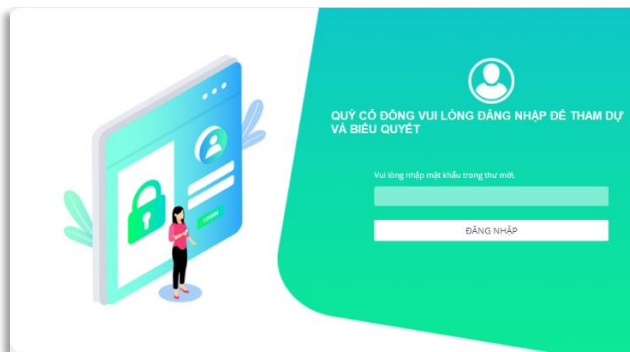 QUÝ CỔ ĐÔNG VUI LÒNG ĐĂNG NHẬP ĐỂ THAM DỰ
VÀ BIỂU QUYẾT
Vui lòng nhập mật khẩu trong thư mời.
ĐĂNG NHẬP
LOGIN